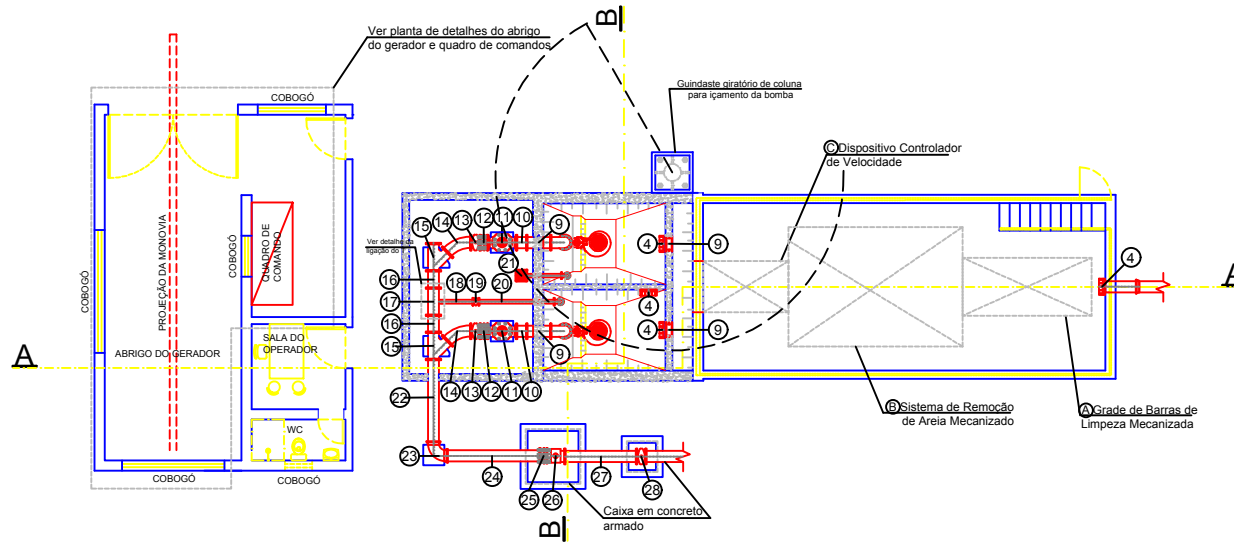 Ver planta de detalhes do abrigo
do gerador e quadro de comandos
B
Guindaste giratório de coluna
para içamento da bomba
COBOGÓ
C Dispositivo Controlador
de Velocidade
PROJEÇÃO DA MONOVIA
COBOGÓ
COBOGÓ
QUADRO DE
COMANDO
Ver detalhe da
15
14
13
12
11
10
9
4
9
4
A
21
16
17
18
19
20
4
16
15
14
13
12
11
10
9
4
9
ABRIGO DO GERADOR
SALA DO
OPERADOR
A
22
B Sistema de Remoção
de Areia Mecanizado
A Grade de Barras de
Limpeza Mecanizada
WC
23
24
25
26
27
28
COBOGÓ
COBOGÓ
Caixa em concreto
armado
B